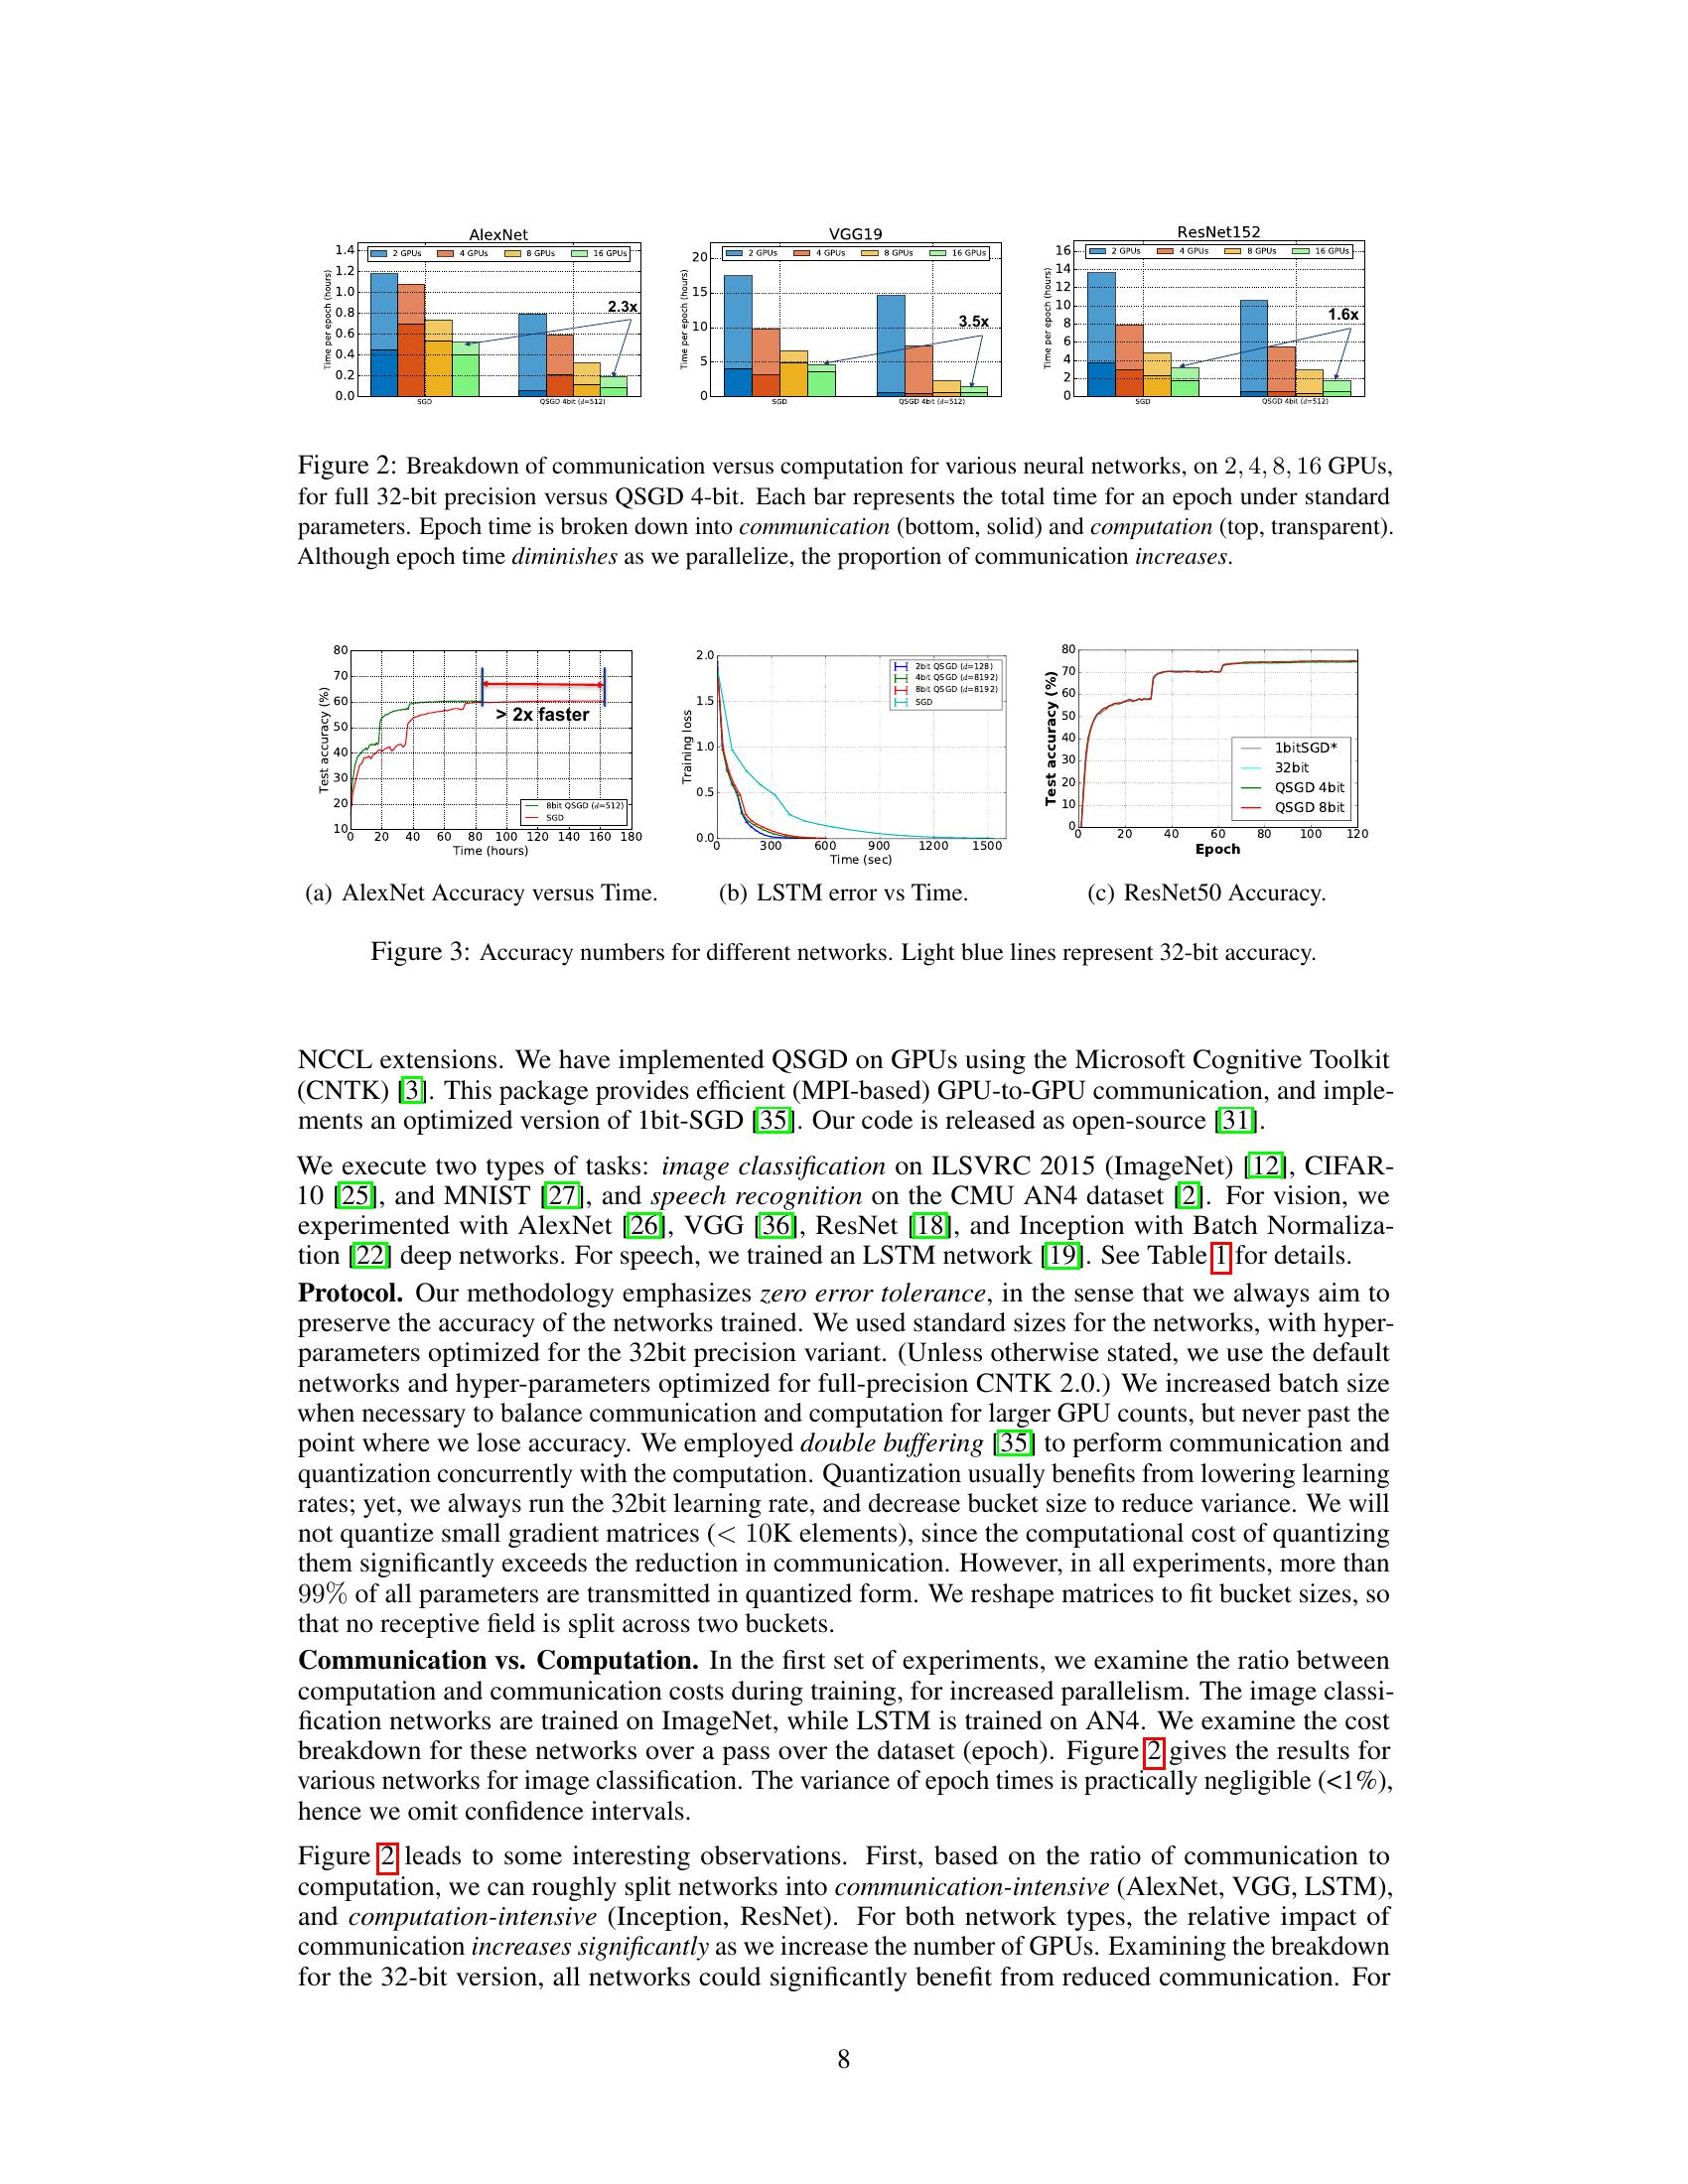 AlexNet
1.4
1.2
1.0
0.8
0.6
0.4
0.2
0.0
Time per epoch (hours)
2 GPUs 4 GPUs 8 GPUs 16 GPUs
2.3x
SGD QSGD 4bit (d=512)
VGG19
20
15
10
5
0
Time per epoch (hours)
2 GPUs 4 GPUs 8 GPUs 16 GPUs
3.5x
SGD QSGD 4bit (d=512)
ResNet152
16
14
12
10
8
6
4
2
0
Time per epoch (hours)
2 GPUs 4 GPUs 8 GPUs 16 GPUs
1.6x
SGD QSGD 4bit (d=512)
Figure 2: Breakdown of communication versus computation for various neural networks, on 2, 4, 8, 16 GPUs,
for full 32-bit precision versus QSGD 4-bit. Each bar represents the total time for an epoch under standard
parameters. Epoch time is broken down into communication (bottom, solid) and computation (top, transparent).
Although epoch time diminishes as we parallelize, the proportion of communication increases.
80
70
60
50
40
30
20
10
Test accuracy (%)
> 2x faster
8bit QSGD (d=512)
SGD
0 20 40 60 80 100 120 140 160 180
Time (hours)
(a) AlexNet Accuracy versus Time.
2.0
1.5
1.0
0.5
0.0
Training loss
2bit QSGD (d=128)
4bit QSGD (d=8192)
8bit QSGD (d=8192)
SGD
0 300 600 900 1200 1500
Time (sec)
(b) LSTM error vs Time.
80
70
60
50
40
30
20
10
0
Test accuracy (%)
1bitSGD*
32bit
QSGD 4bit
QSGD 8bit
0 20 40 60 80 100 120
Epoch
(c) ResNet50 Accuracy.
Figure 3: Accuracy numbers for different networks. Light blue lines represent 32-bit accuracy.
NCCL extensions. We have implemented QSGD on GPUs using the Microsoft Cognitive Toolkit
(CNTK) [3]. This package provides efficient (MPI-based) GPU-to-GPU communication, and imple-
ments an optimized version of 1bit-SGD [35]. Our code is released as open-source [31].
We execute two types of tasks: image classification on ILSVRC 2015 (ImageNet) [12], CIFAR-
10 [25], and MNIST [27], and speech recognition on the CMU AN4 dataset [2]. For vision, we
experimented with AlexNet [26], VGG [36], ResNet [18], and Inception with Batch Normaliza-
tion [22] deep networks. For speech, we trained an LSTM network [19]. See Table 1 for details.
Protocol. Our methodology emphasizes zero error tolerance, in the sense that we always aim to
preserve the accuracy of the networks trained. We used standard sizes for the networks, with hyper-
parameters optimized for the 32bit precision variant. (Unless otherwise stated, we use the default
networks and hyper-parameters optimized for full-precision CNTK 2.0.) We increased batch size
when necessary to balance communication and computation for larger GPU counts, but never past the
point where we lose accuracy. We employed double buffering [35] to perform communication and
quantization concurrently with the computation. Quantization usually benefits from lowering learning
rates; yet, we always run the 32bit learning rate, and decrease bucket size to reduce variance. We will
not quantize small gradient matrices (< 10K elements), since the computational cost of quantizing
them significantly exceeds the reduction in communication. However, in all experiments, more than
99% of all parameters are transmitted in quantized form. We reshape matrices to fit bucket sizes, so
that no receptive field is split across two buckets.
Communication vs. Computation. In the first set of experiments, we examine the ratio between
computation and communication costs during training, for increased parallelism. The image classi-
fication networks are trained on ImageNet, while LSTM is trained on AN4. We examine the cost
breakdown for these networks over a pass over the dataset (epoch). Figure 2 gives the results for
various networks for image classification. The variance of epoch times is practically negligible (<1%),
hence we omit confidence intervals.
Figure 2 leads to some interesting observations. First, based on the ratio of communication to
computation, we can roughly split networks into communication-intensive (AlexNet, VGG, LSTM),
and computation-intensive (Inception, ResNet). For both network types, the relative impact of
communication increases significantly as we increase the number of GPUs. Examining the breakdown
for the 32-bit version, all networks could significantly benefit from reduced communication. For
8